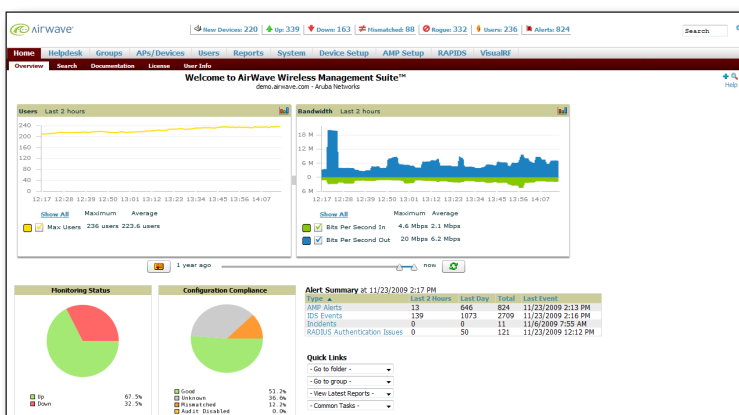 AirWave
New Devices: 220 Up: 339 Down: 163 Mismatched: 88 Rogue: 332 Users: 236 Alerts: 824
Search
Home Helpdesk Groups APs/Devices Users Reports System Device Setup AMP Setup RAPIDS VisualRF
Overview Search Documentation License User Info
Welcome to AirWave Wireless Management Suite™
demo.airwave.com - Aruba Networks
Help
Users Last 2 hours
240
200
160
120
80
40
0
12:17 12:28 12:39 12:50 13:01 13:12 13:23 13:34 13:45 13:56 14:07
Show All Maximum Average
Max Users 236 users 223.6 users
Bandwidth Last 2 hours
18 M
12 M
6 M
0
6 M
12:17 12:28 12:39 12:50 13:01 13:12 13:23 13:34 13:45 13:56 14:07
Show All Maximum Average
Bits Per Second In 4.6 Mbps 2.1 Mbps
Bits Per Second Out 20 Mbps 6.2 Mbps
1 year ago now
Monitoring Status
Up 67.5%
Down 32.5%
Configuration Compliance
Good 51.2%
Unknown 36.6%
Mismatched 12.2%
Audit Disabled 0.0%
Alert Summary at 11/23/2009 2:17 PM
Type Last 2 Hours Last Day Total Last Event
AMP Alerts 13 646 824 11/23/2009 2:13 PM
IDS Events 139 1073 2709 11/23/2009 2:16 PM
Incidents 0 0 11 11/6/2009 7:55 AM
RADIUS Authentication Issues 0 50 121 11/23/2009 12:12 PM
Quick Links
- Go to folder -
- Go to group -
- View Latest Reports -
- Common Tasks -